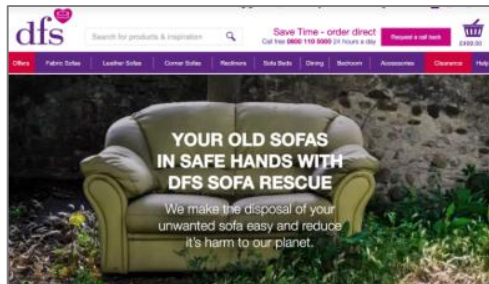 dfs
Search for products & inspiration
Save Time - order direct
Call free 0800 110 5000 24 hours a day
Request a call back
Offers
Fabric Sofas
Leather Sofas
Corner Sofas
Recliners
Sofa Beds
Dining
Bedroom
Accessories
Clearance
Help
YOUR OLD SOFAS
IN SAFE HANDS WITH
DFS SOFA RESCUE
We make the disposal of your
unwanted sofa easy and reduce
it's harm to our planet.